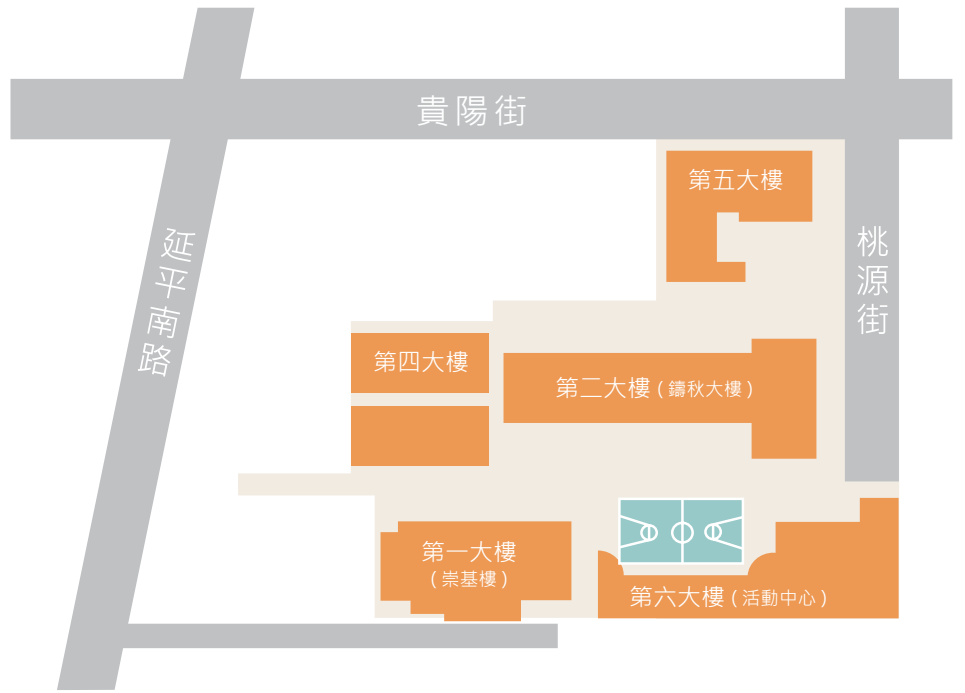 貴陽街
第五大樓
延平南路
桃源街
第四大樓
第二大樓（鑄秋大樓）
第一大樓
（崇基樓）
第六大樓（活動中心）